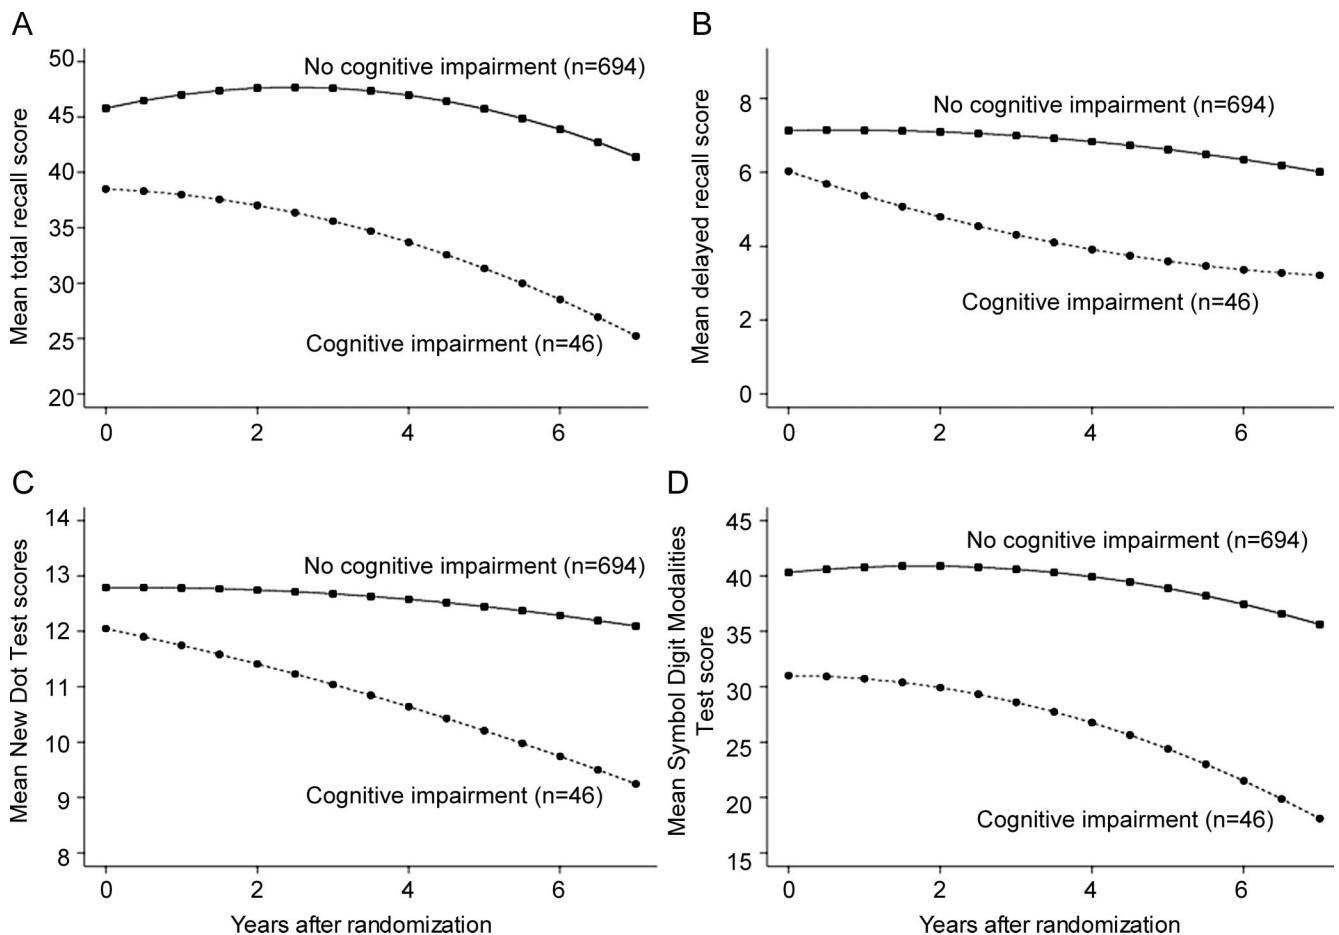 A
Mean total recall score
50
45
40
35
30
25
20
No cognitive impairment (n=694)
Cognitive impairment (n=46)
0 2 4 6
B
Mean delayed recall score
8
6
4
2
0
No cognitive impairment (n=694)
Cognitive impairment (n=46)
0 2 4 6
C
Mean New Dot Test scores
14
13
12
11
10
9
8
No cognitive impairment (n=694)
Cognitive impairment (n=46)
0 2 4 6
Years after randomization
D
Mean Symbol Digit Modalities
Test score
45
40
35
30
25
20
15
No cognitive impairment (n=694)
Cognitive impairment (n=46)
0 2 4 6
Years after randomization